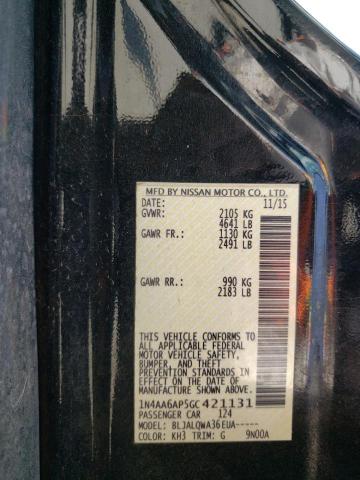 MFD BY NISSAN MOTOR CO., LTD.
DATE: 11/15
GVWR: 2105 KG
4641 LB
GAWR FR.: 1130 KG
2491 LB
GAWR RR.: 990 KG
2183 LB
THIS VEHICLE CONFORMS TO
ALL APPLICABLE FEDERAL
MOTOR VEHICLE SAFETY,
BUMPER, AND THEFT
PREVENTION STANDARDS
IN EFFECT ON THE DATE OF
MANUFACTURE SHOWN ABOVE.
1N4AA6AP5GC421131
PASSENGER CAR 124
MODEL: BLJALQWA36EUA-----
COLOR: KH3 TRIM: G 9N00A